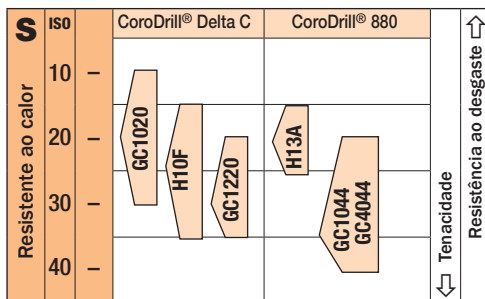 S
ISO
CoroDrill® Delta C
CoroDrill® 880
Resistente ao calor
10 –
20 –
30 –
40 –
GC1020
H10F
GC1220
H13A
GC1044
GC4044
Tenacidade
Resistência ao desgaste